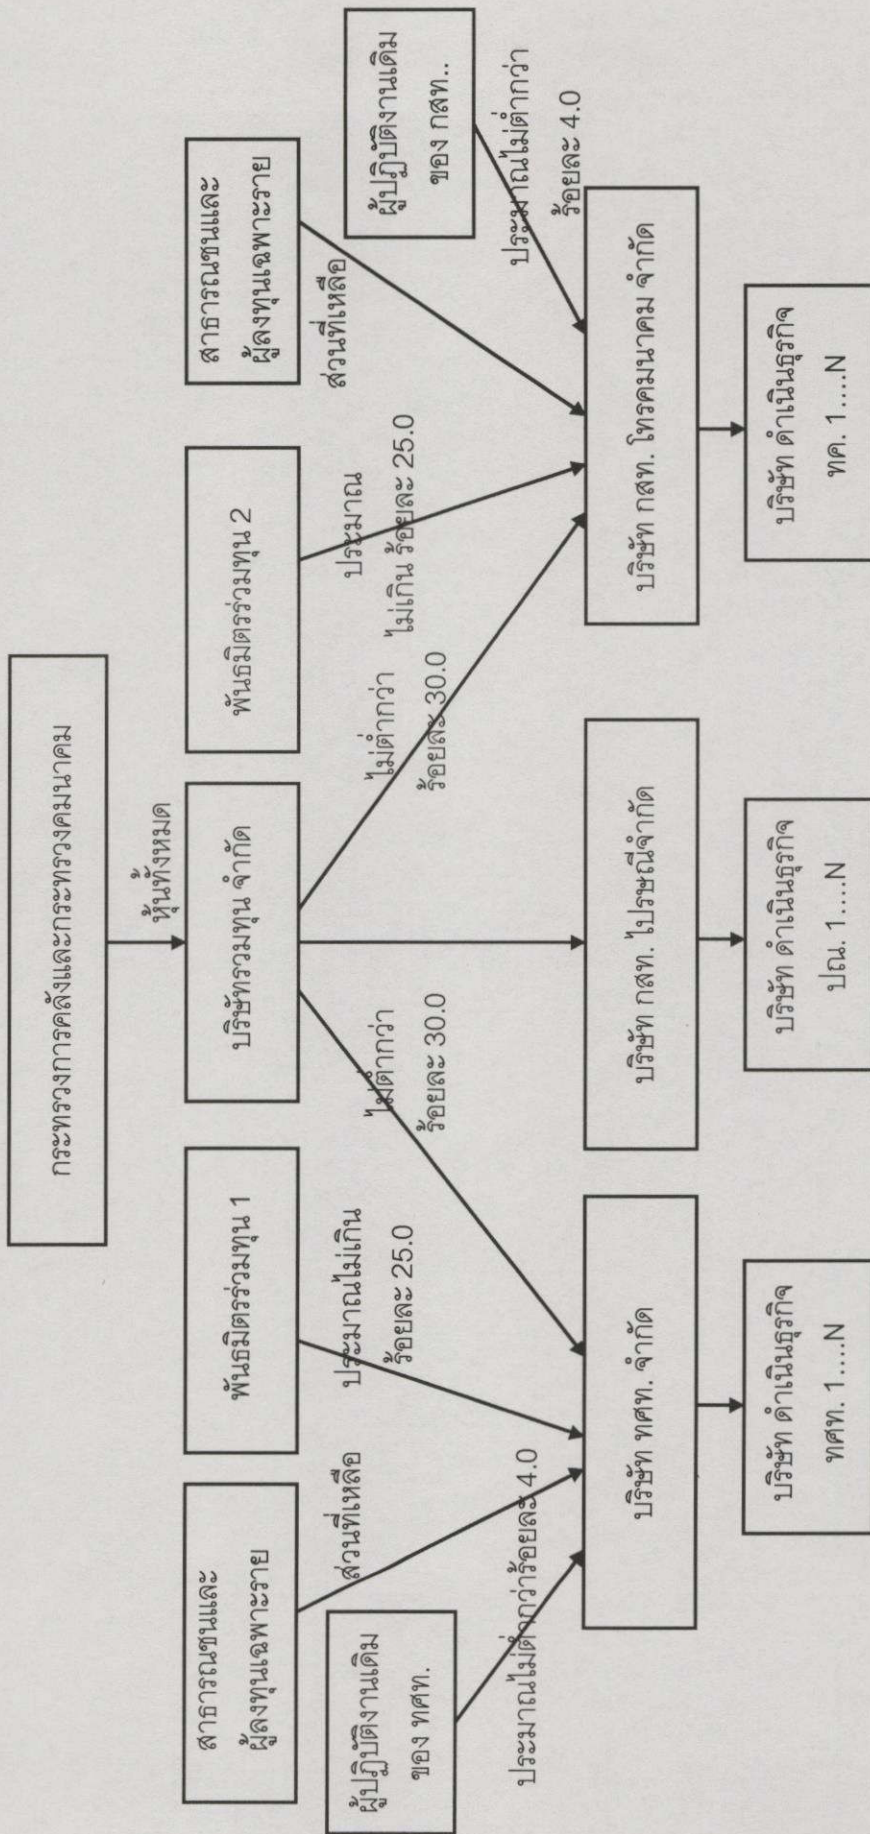 กระทรวงการคลังและกระทรวงคมนาคม
หุ้นทั้งหมด
สาธารณชนและ
ผู้ลงทุนเฉพาะราย
พันธมิตรร่วมทุน 1
บริษัทรวมทุน จำกัด
พันธมิตรร่วมทุน 2
สาธารณชนและ
ผู้ลงทุนเฉพาะราย
ผู้ปฏิบัติงานเดิม
ของ ทศท.
ส่วนที่เหลือ
ประมาณไม่เกิน
ร้อยละ 25.0
ไม่ต่ำกว่า
ร้อยละ 30.0
ไม่ต่ำกว่า
ร้อยละ 30.0
ประมาณ
ไม่เกิน ร้อยละ 25.0
ส่วนที่เหลือ
ผู้ปฏิบัติงานเดิม
ของ กสท..
ประมาณไม่ต่ำกว่าร้อยละ 4.0
ประมาณไม่ต่ำกว่า
ร้อยละ 4.0
บริษัท ทศท. จำกัด
บริษัท กสท. ไปรษณีจำกัด
บริษัท กสท. โทรคมนาคม จำกัด
บริษัท ดำเนินธุรกิจ
ทศท. 1....N
บริษัท ดำเนินธุรกิจ
ปณ. 1....N
บริษัท ดำเนินธุรกิจ
ทค. 1....N